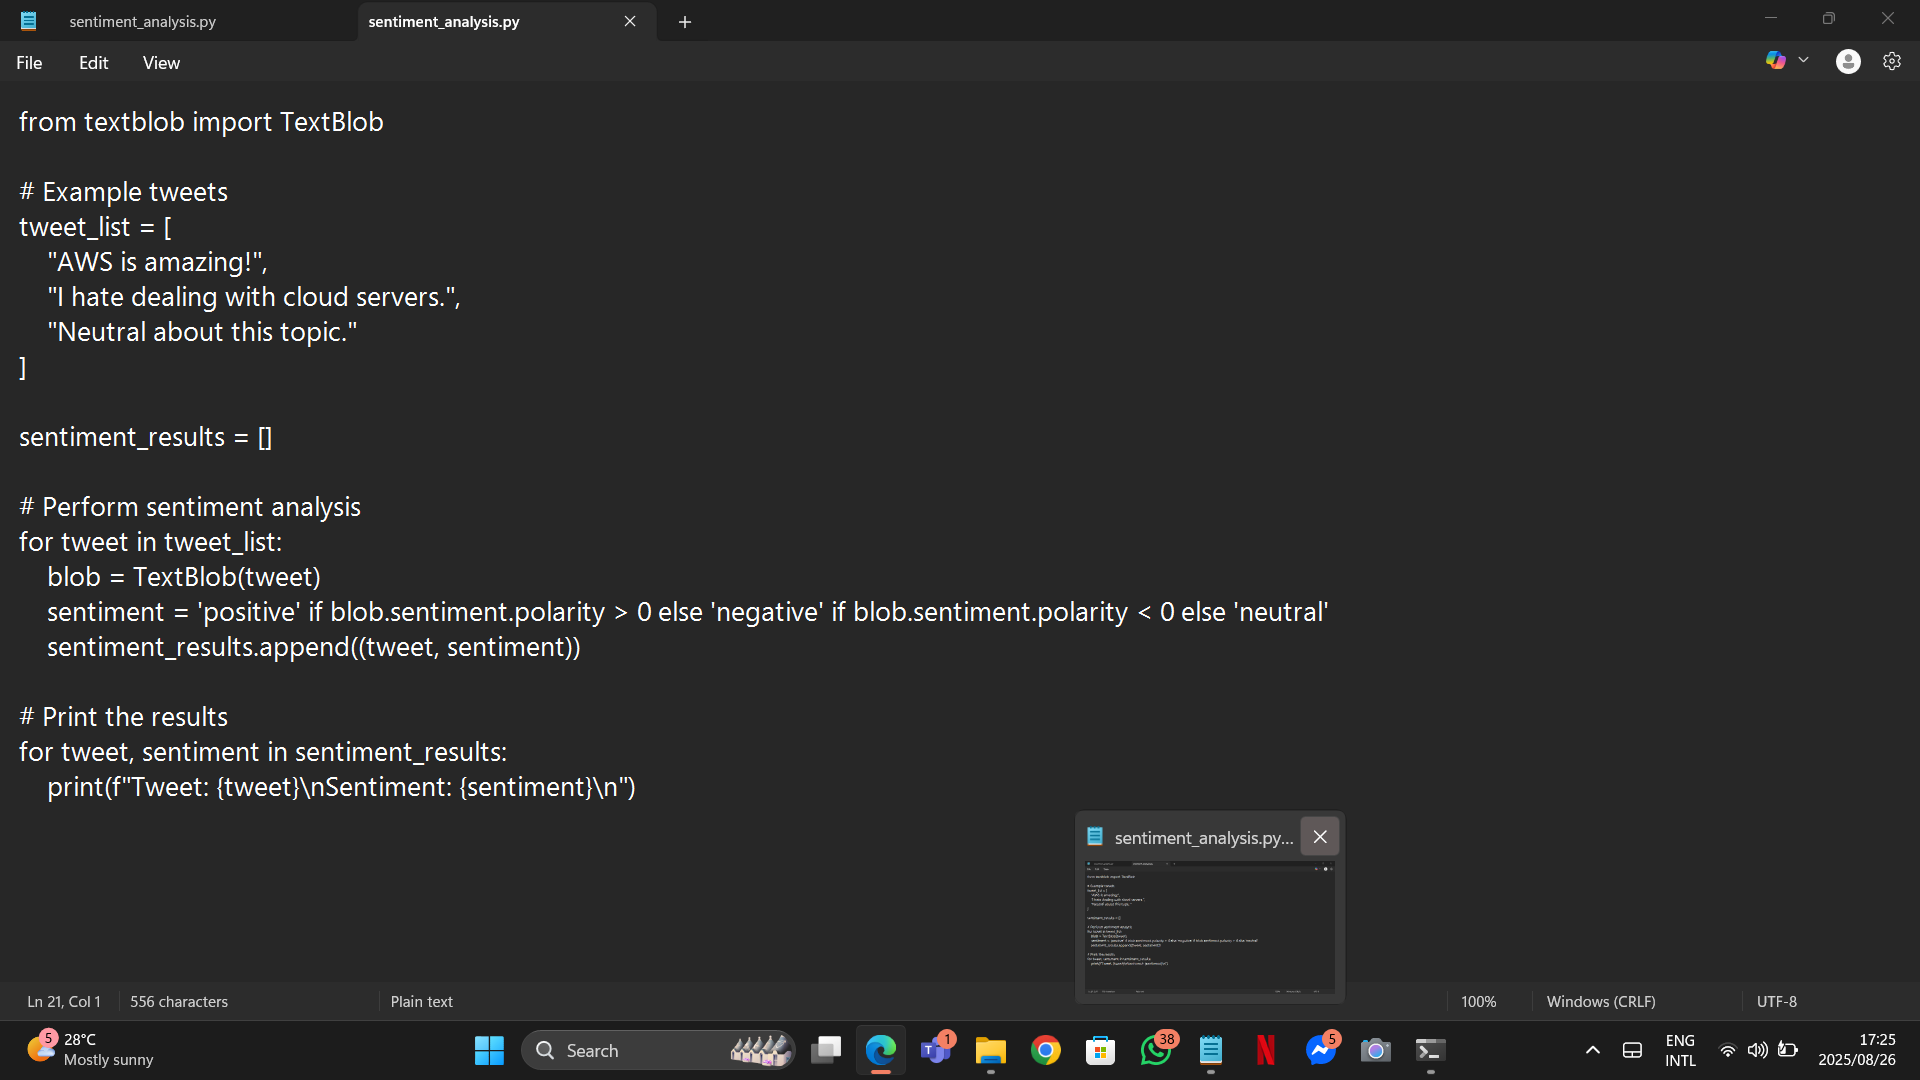 sentiment_analysis.py
sentiment_analysis.py
File Edit View
from textblob import TextBlob
# Example tweets
tweet_list = [
"AWS is amazing!",
"I hate dealing with cloud servers.",
"Neutral about this topic."
]
sentiment_results = []
# Perform sentiment analysis
for tweet in tweet_list:
blob = TextBlob(tweet)
sentiment = 'positive' if blob.sentiment.polarity > 0 else 'negative' if blob.sentiment.polarity < 0 else 'neutral'
sentiment_results.append((tweet, sentiment))
# Print the results
for tweet, sentiment in sentiment_results:
print(f"Tweet: {tweet}\nSentiment: {sentiment}\n")
sentiment_analysis.py...
Ln 21, Col 1 556 characters Plain text 100% Windows (CRLF) UTF-8
5 28°C
Mostly sunny
Search
1
38
5
ENG
INTL
17:25
2025/08/26